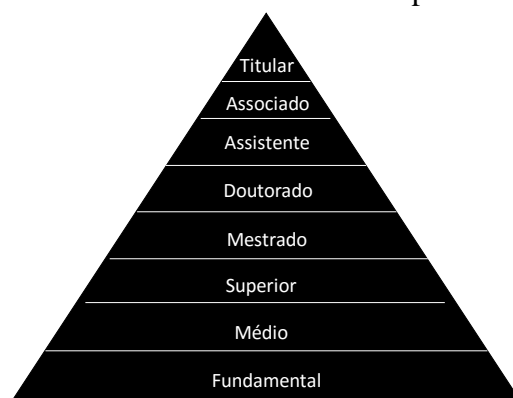 Titular
Associado
Assistente
Doutorado
Mestrado
Superior
Médio
Fundamental